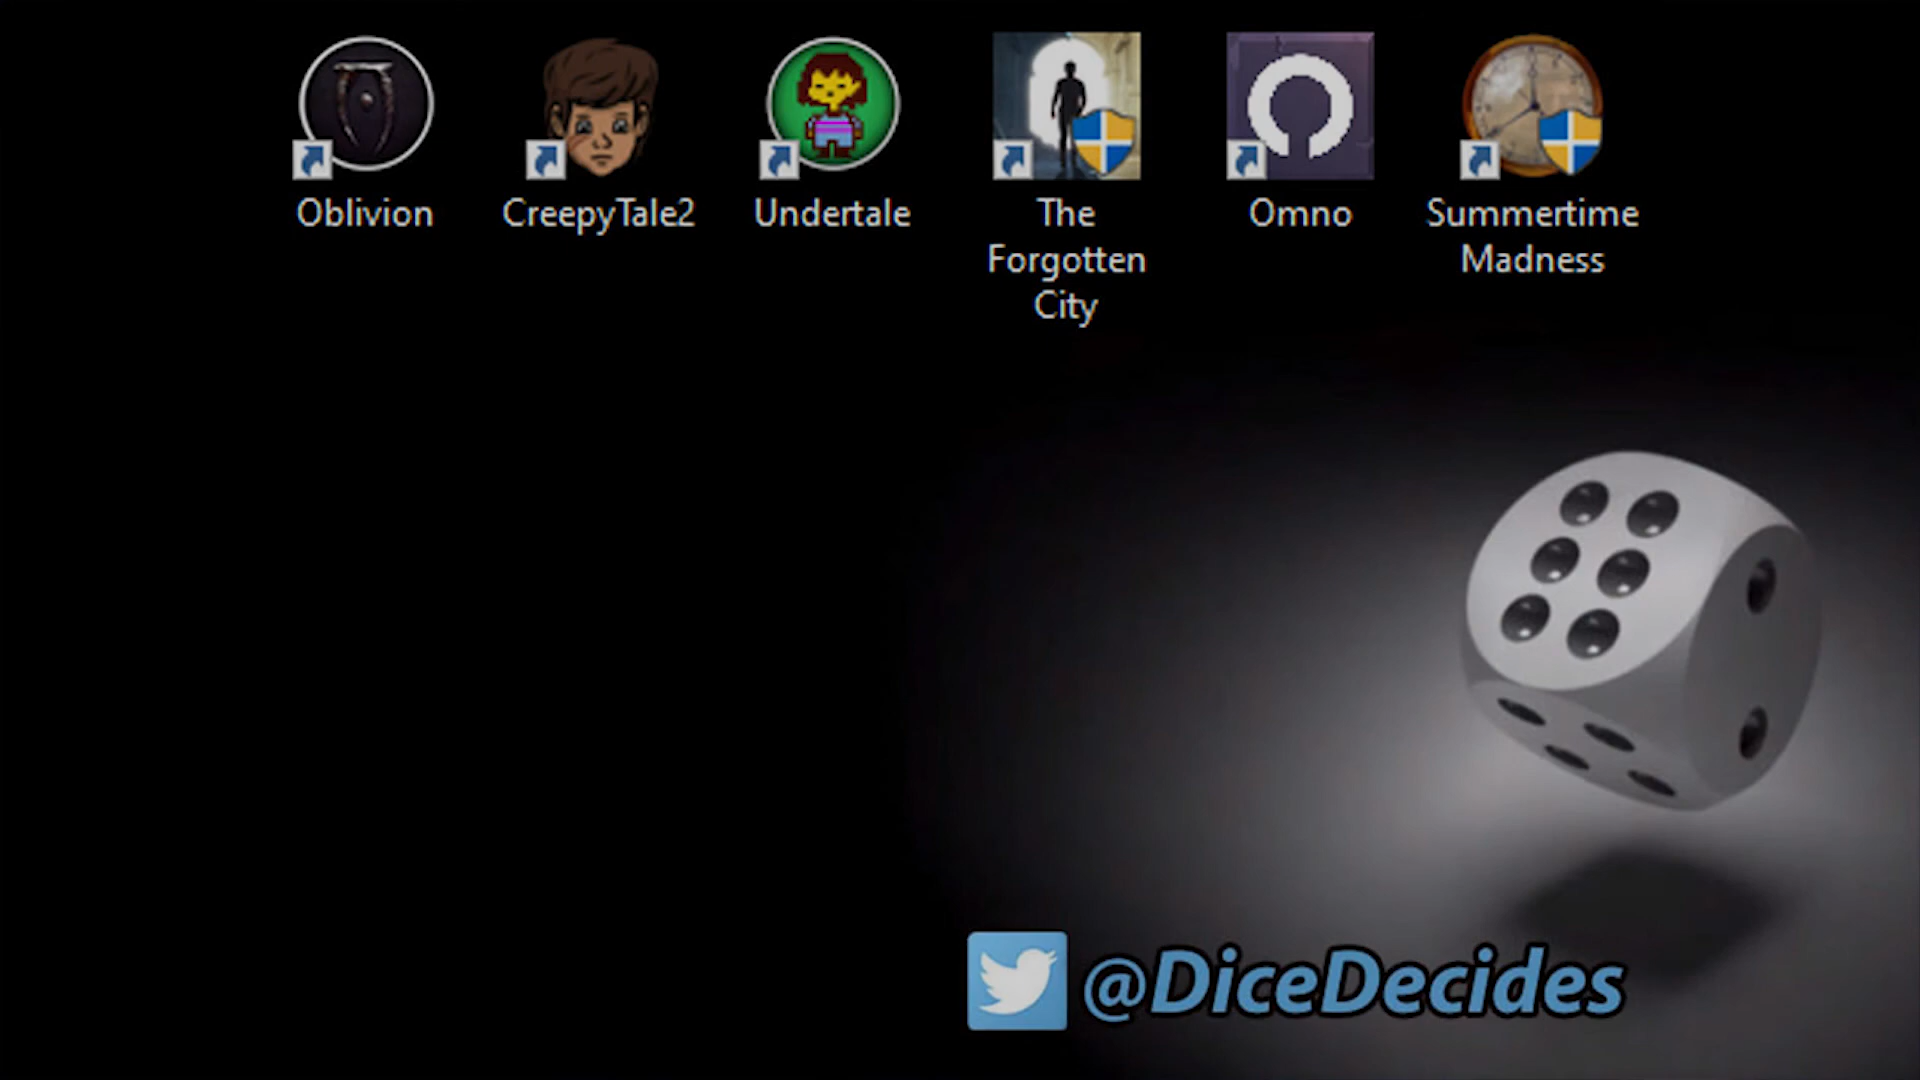 Oblivion
CreepyTale2
Undertale
The
Forgotten
City
Omno
Summertime
Madness
@DiceDecides